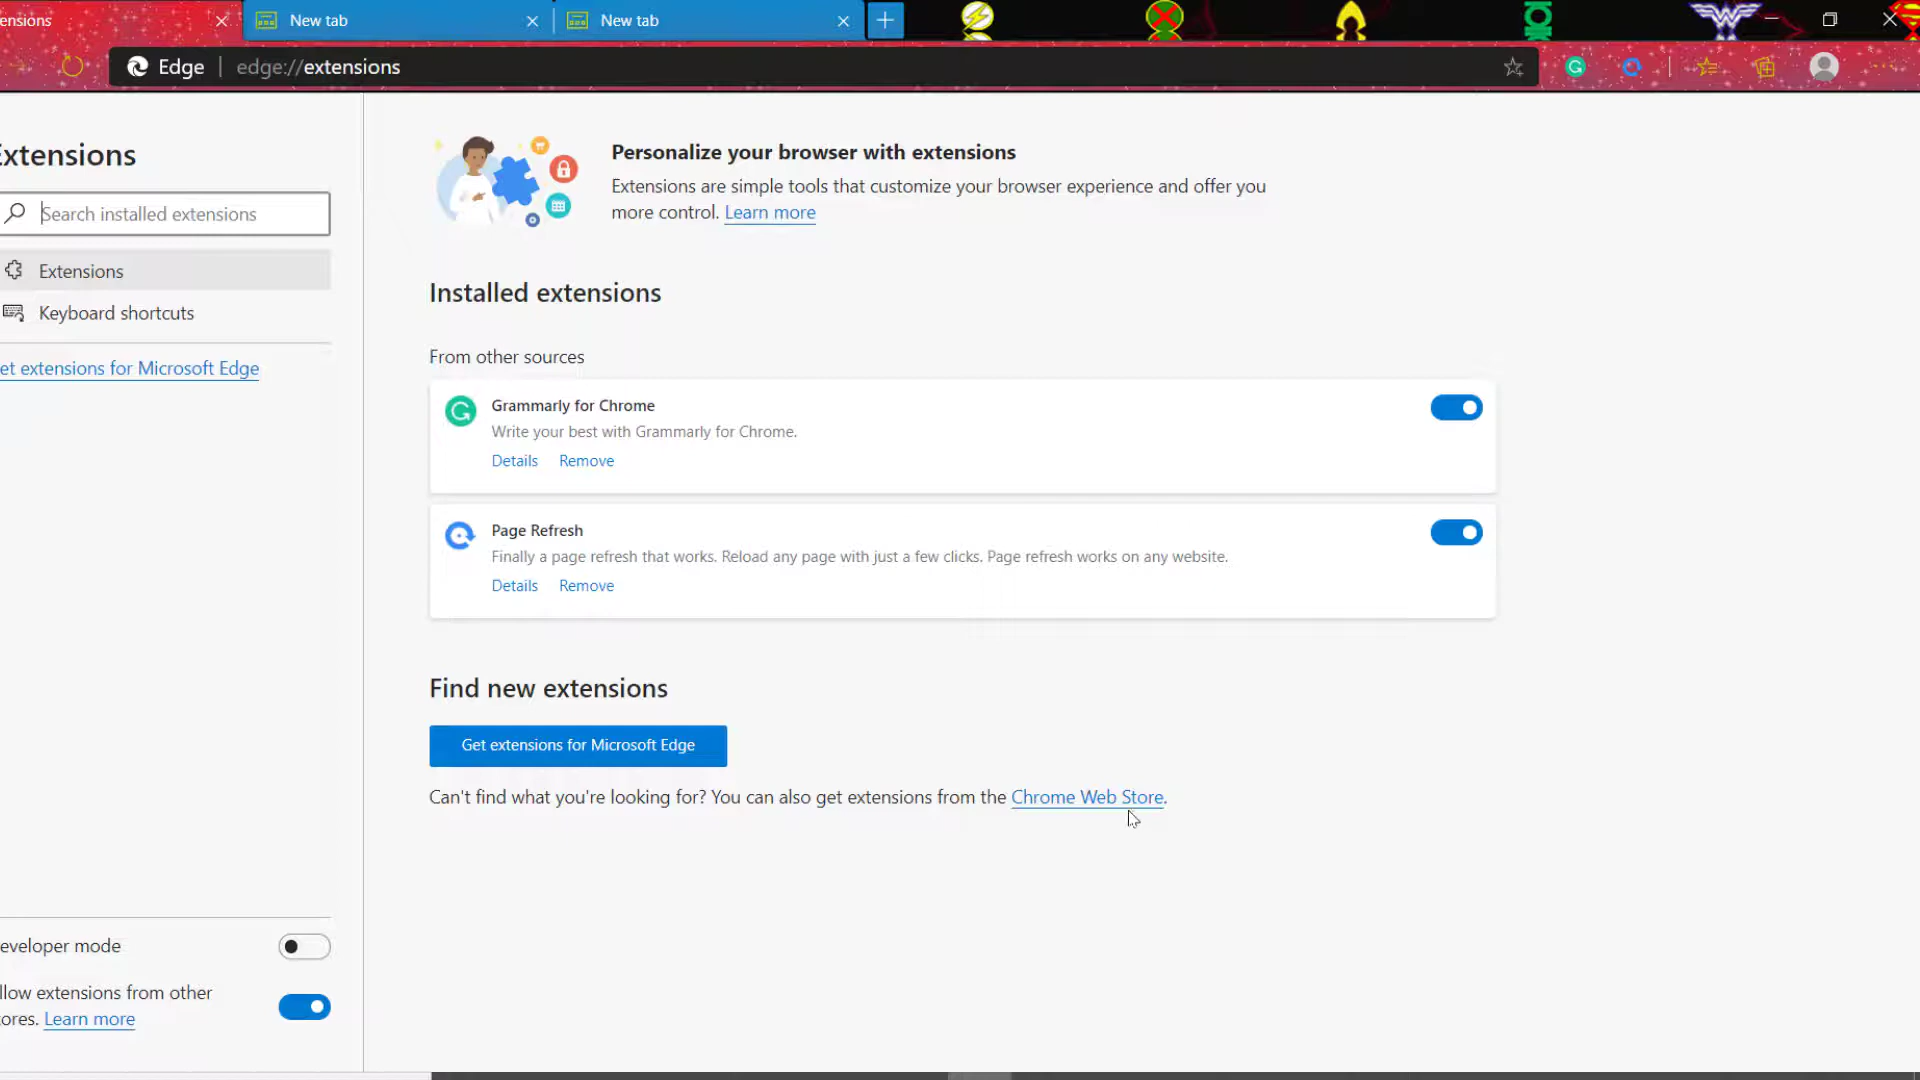 ensions
New tab
New tab
Edge
edge://extensions
Extensions
Search installed extensions
Extensions
Keyboard shortcuts
et extensions for Microsoft Edge
eveloper mode
llow extensions from other
ores. Learn more
Personalize your browser with extensions
Extensions are simple tools that customize your browser experience and offer you
more control. Learn more
Installed extensions
From other sources
Grammarly for Chrome
Write your best with Grammarly for Chrome.
Details Remove
Page Refresh
Finally a page refresh that works. Reload any page with just a few clicks. Page refresh works on any website.
Details Remove
Find new extensions
Get extensions for Microsoft Edge
Can't find what you're looking for? You can also get extensions from the Chrome Web Store.